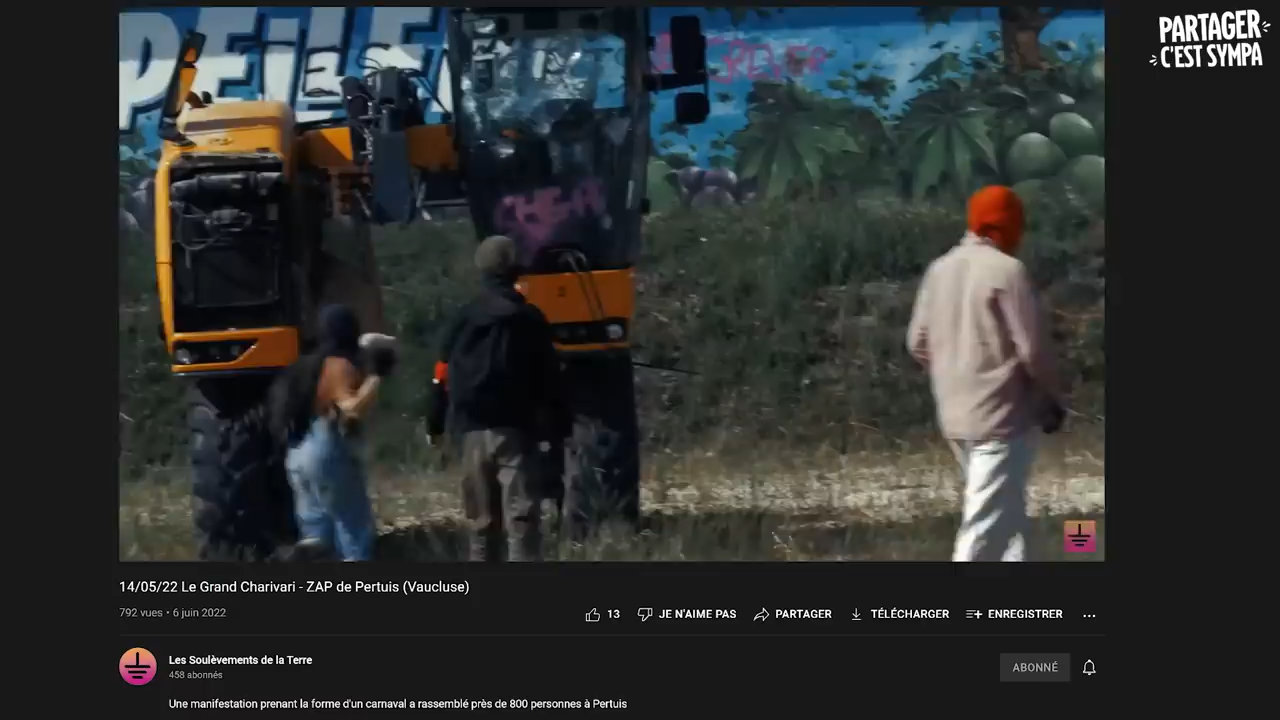 PARTAGER
C'EST SYMPA
14/05/22 Le Grand Charivari - ZAP de Pertuis (Vaucluse)
792 vues • 6 juin 2022
13 JE N'AIME PAS PARTAGER TÉLÉCHARGER ENREGISTRER ...
Les Soulèvements de la Terre
458 abonnés
ABONNÉ
Une manifestation prenant la forme d'un carnaval a rassemblé près de 800 personnes à Pertuis